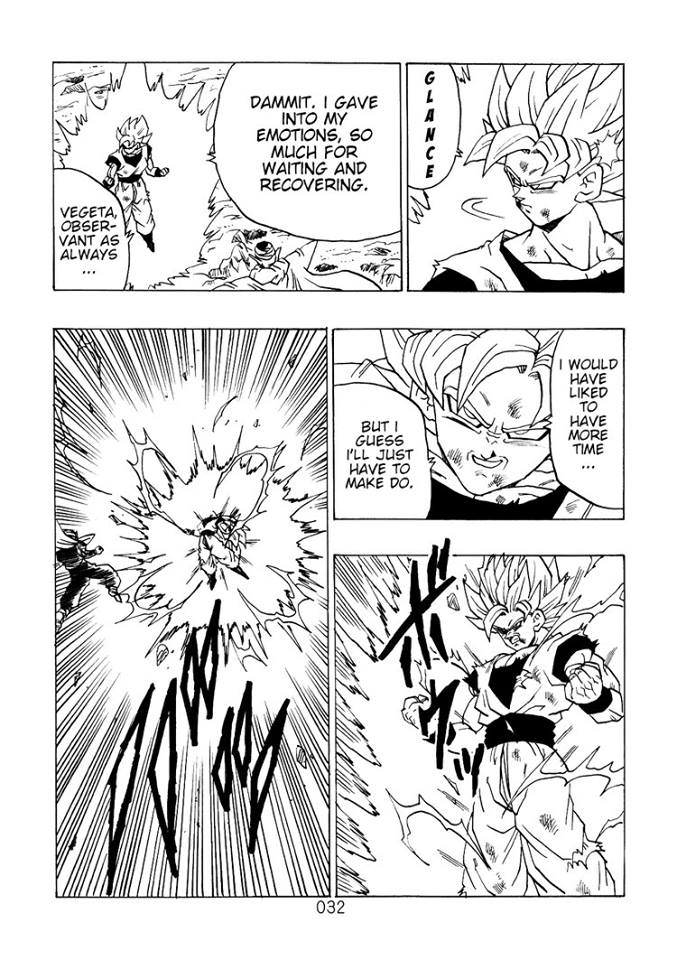 GLANCE
DAMMIT. I GAVE
INTO MY
EMOTIONS, SO
MUCH FOR
WAITING AND
RECOVERING.
VEGETA,
OBSER-
VANT AS
ALWAYS
...
I WOULD
HAVE
LIKED
TO
HAVE
MORE
TIME
...
BUT I
GUESS
I'LL JUST
HAVE TO
MAKE DO.
032